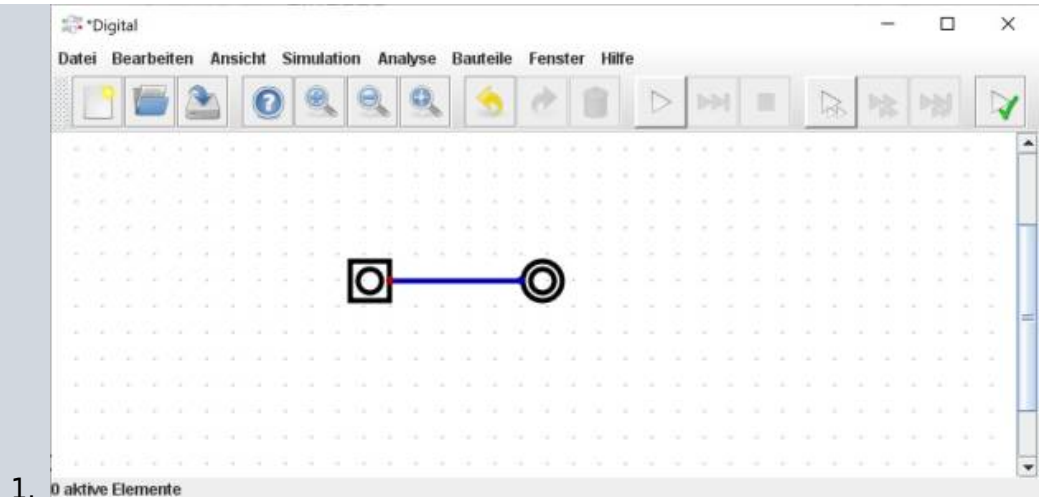 *Digital
Datei Bearbeiten Ansicht Simulation Analyse Bauteile Fenster Hilfe
1.
0 aktive Elemente